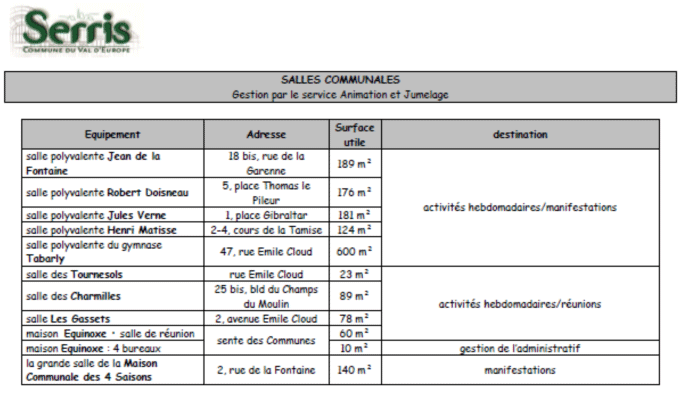 Serris
COMMUNE DU VAL D'EUROPE
SALLES COMMUNALES
Gestion par le service Animation et Jumelage
Equipement Adresse Surface utile destination
salle polyvalente Jean de la Fontaine 18 bis, rue de la Garenne 189 m² activités hebdomadaires/manifestations
salle polyvalente Robert Doisneau 5, place Thomas le Pileur 176 m²
salle polyvalente Jules Verne 1, place Gibraltar 181 m²
salle polyvalente Henri Matisse 2-4, cours de la Tamise 124 m²
salle polyvalente du gymnase Tabarly 47, rue Emile Cloud 600 m²
salle des Tournesols rue Emile Cloud 23 m² activités hebdomadaires/réunions
salle des Charmilles 25 bis, bld du Champs du Moulin 89 m²
salle Les Gassets 2, avenue Emile Cloud 78 m²
maison Equinoxe - salle de réunion sente des Communes 60 m²
maison Equinoxe : 4 bureaux 10 m² gestion de l'administratif
la grande salle de la Maison Communale des 4 Saisons 2, rue de la Fontaine 140 m² manifestations